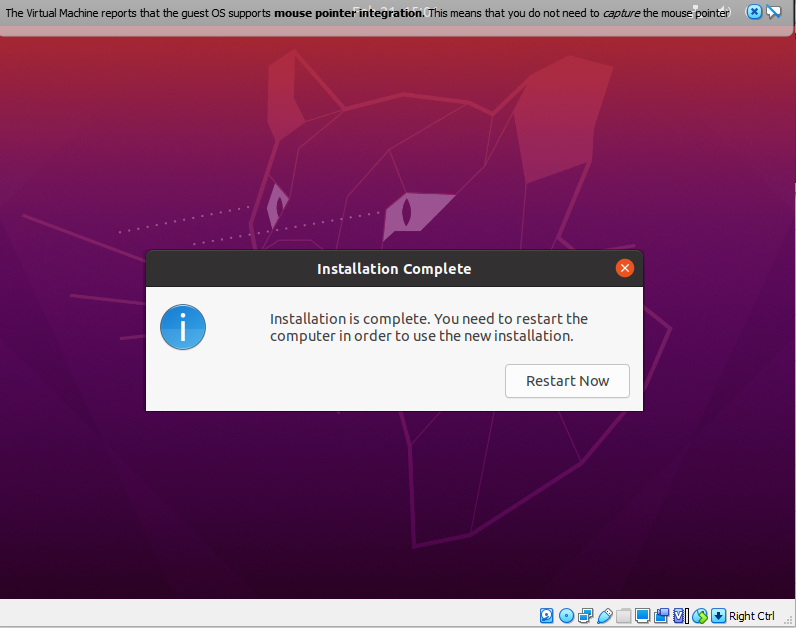 The Virtual Machine reports that the guest OS supports mouse pointer integration. This means that you do not need to capture the mouse pointer
Installation Complete
Installation is complete. You need to restart the
computer in order to use the new installation.
Restart Now
Right Ctrl